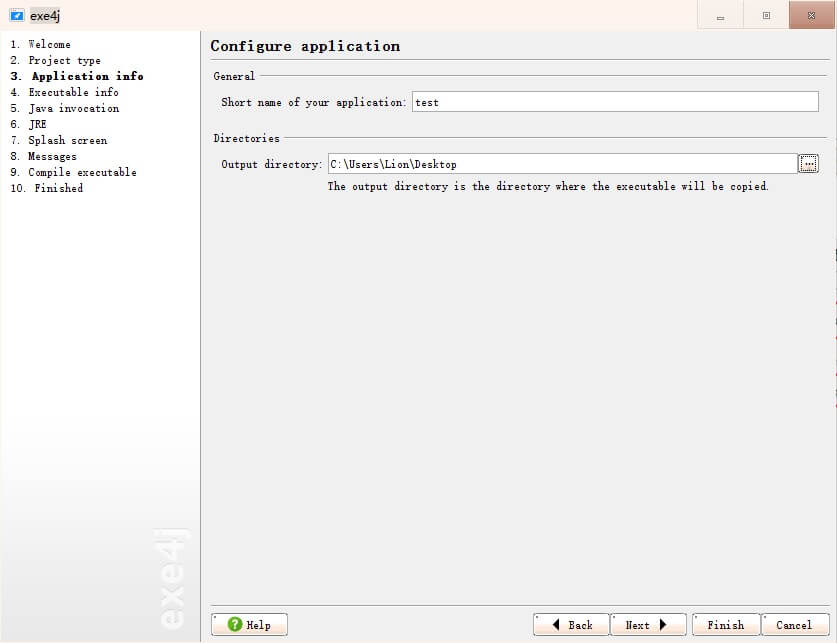 exe4j
1. Welcome
2. Project type
3. Application info
4. Executable info
5. Java invocation
6. JRE
7. Splash screen
8. Messages
9. Compile executable
10. Finished
exe4j
Configure application
General
Short name of your application: test
Directories
Output directory: C:\Users\Lion\Desktop ...
The output directory is the directory where the executable will be copied.
? Help
Back
Next
Finish
Cancel